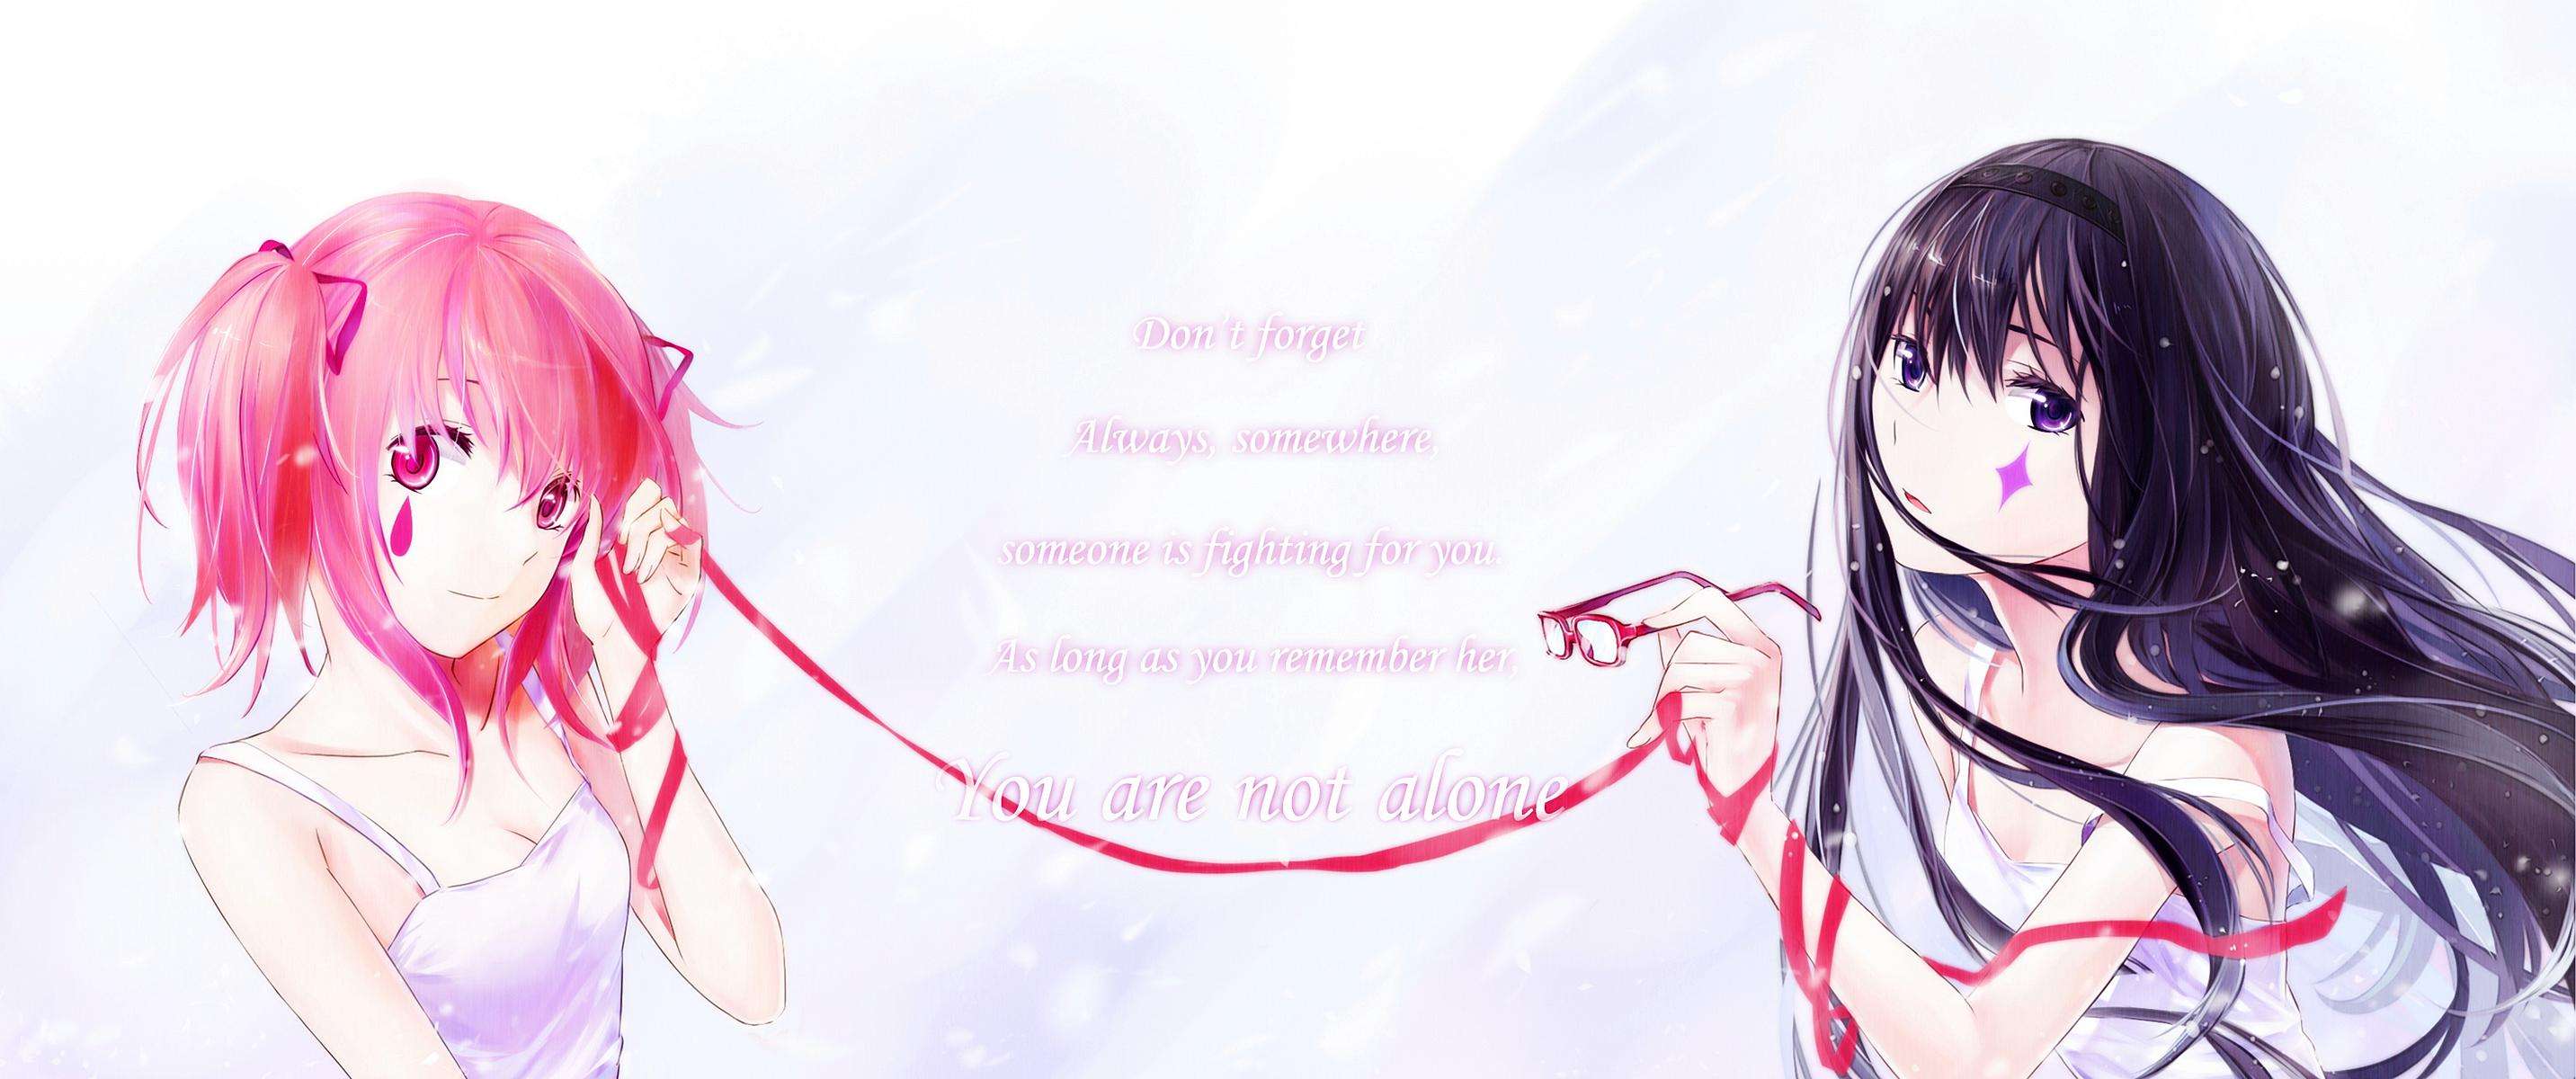 Don't forget
Always, somewhere,
someone is fighting for you.
As long as you remember her,
You are not alone